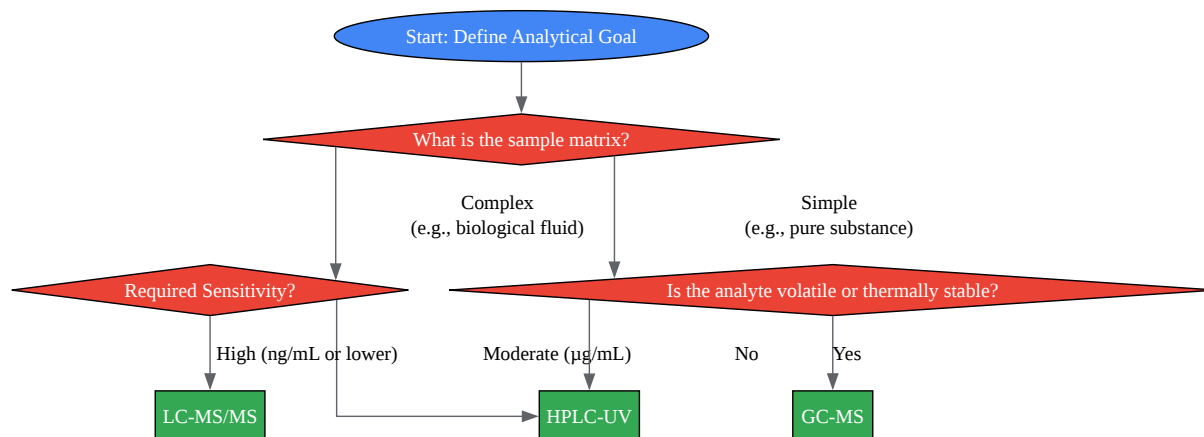 Start: Define Analytical Goal
What is the sample matrix?
Complex
(e.g., biological fluid)
Simple
(e.g., pure substance)
Required Sensitivity?
Is the analyte volatile or thermally stable?
High (ng/mL or lower)
Moderate (µg/mL)
No
Yes
LC-MS/MS
HPLC-UV
GC-MS